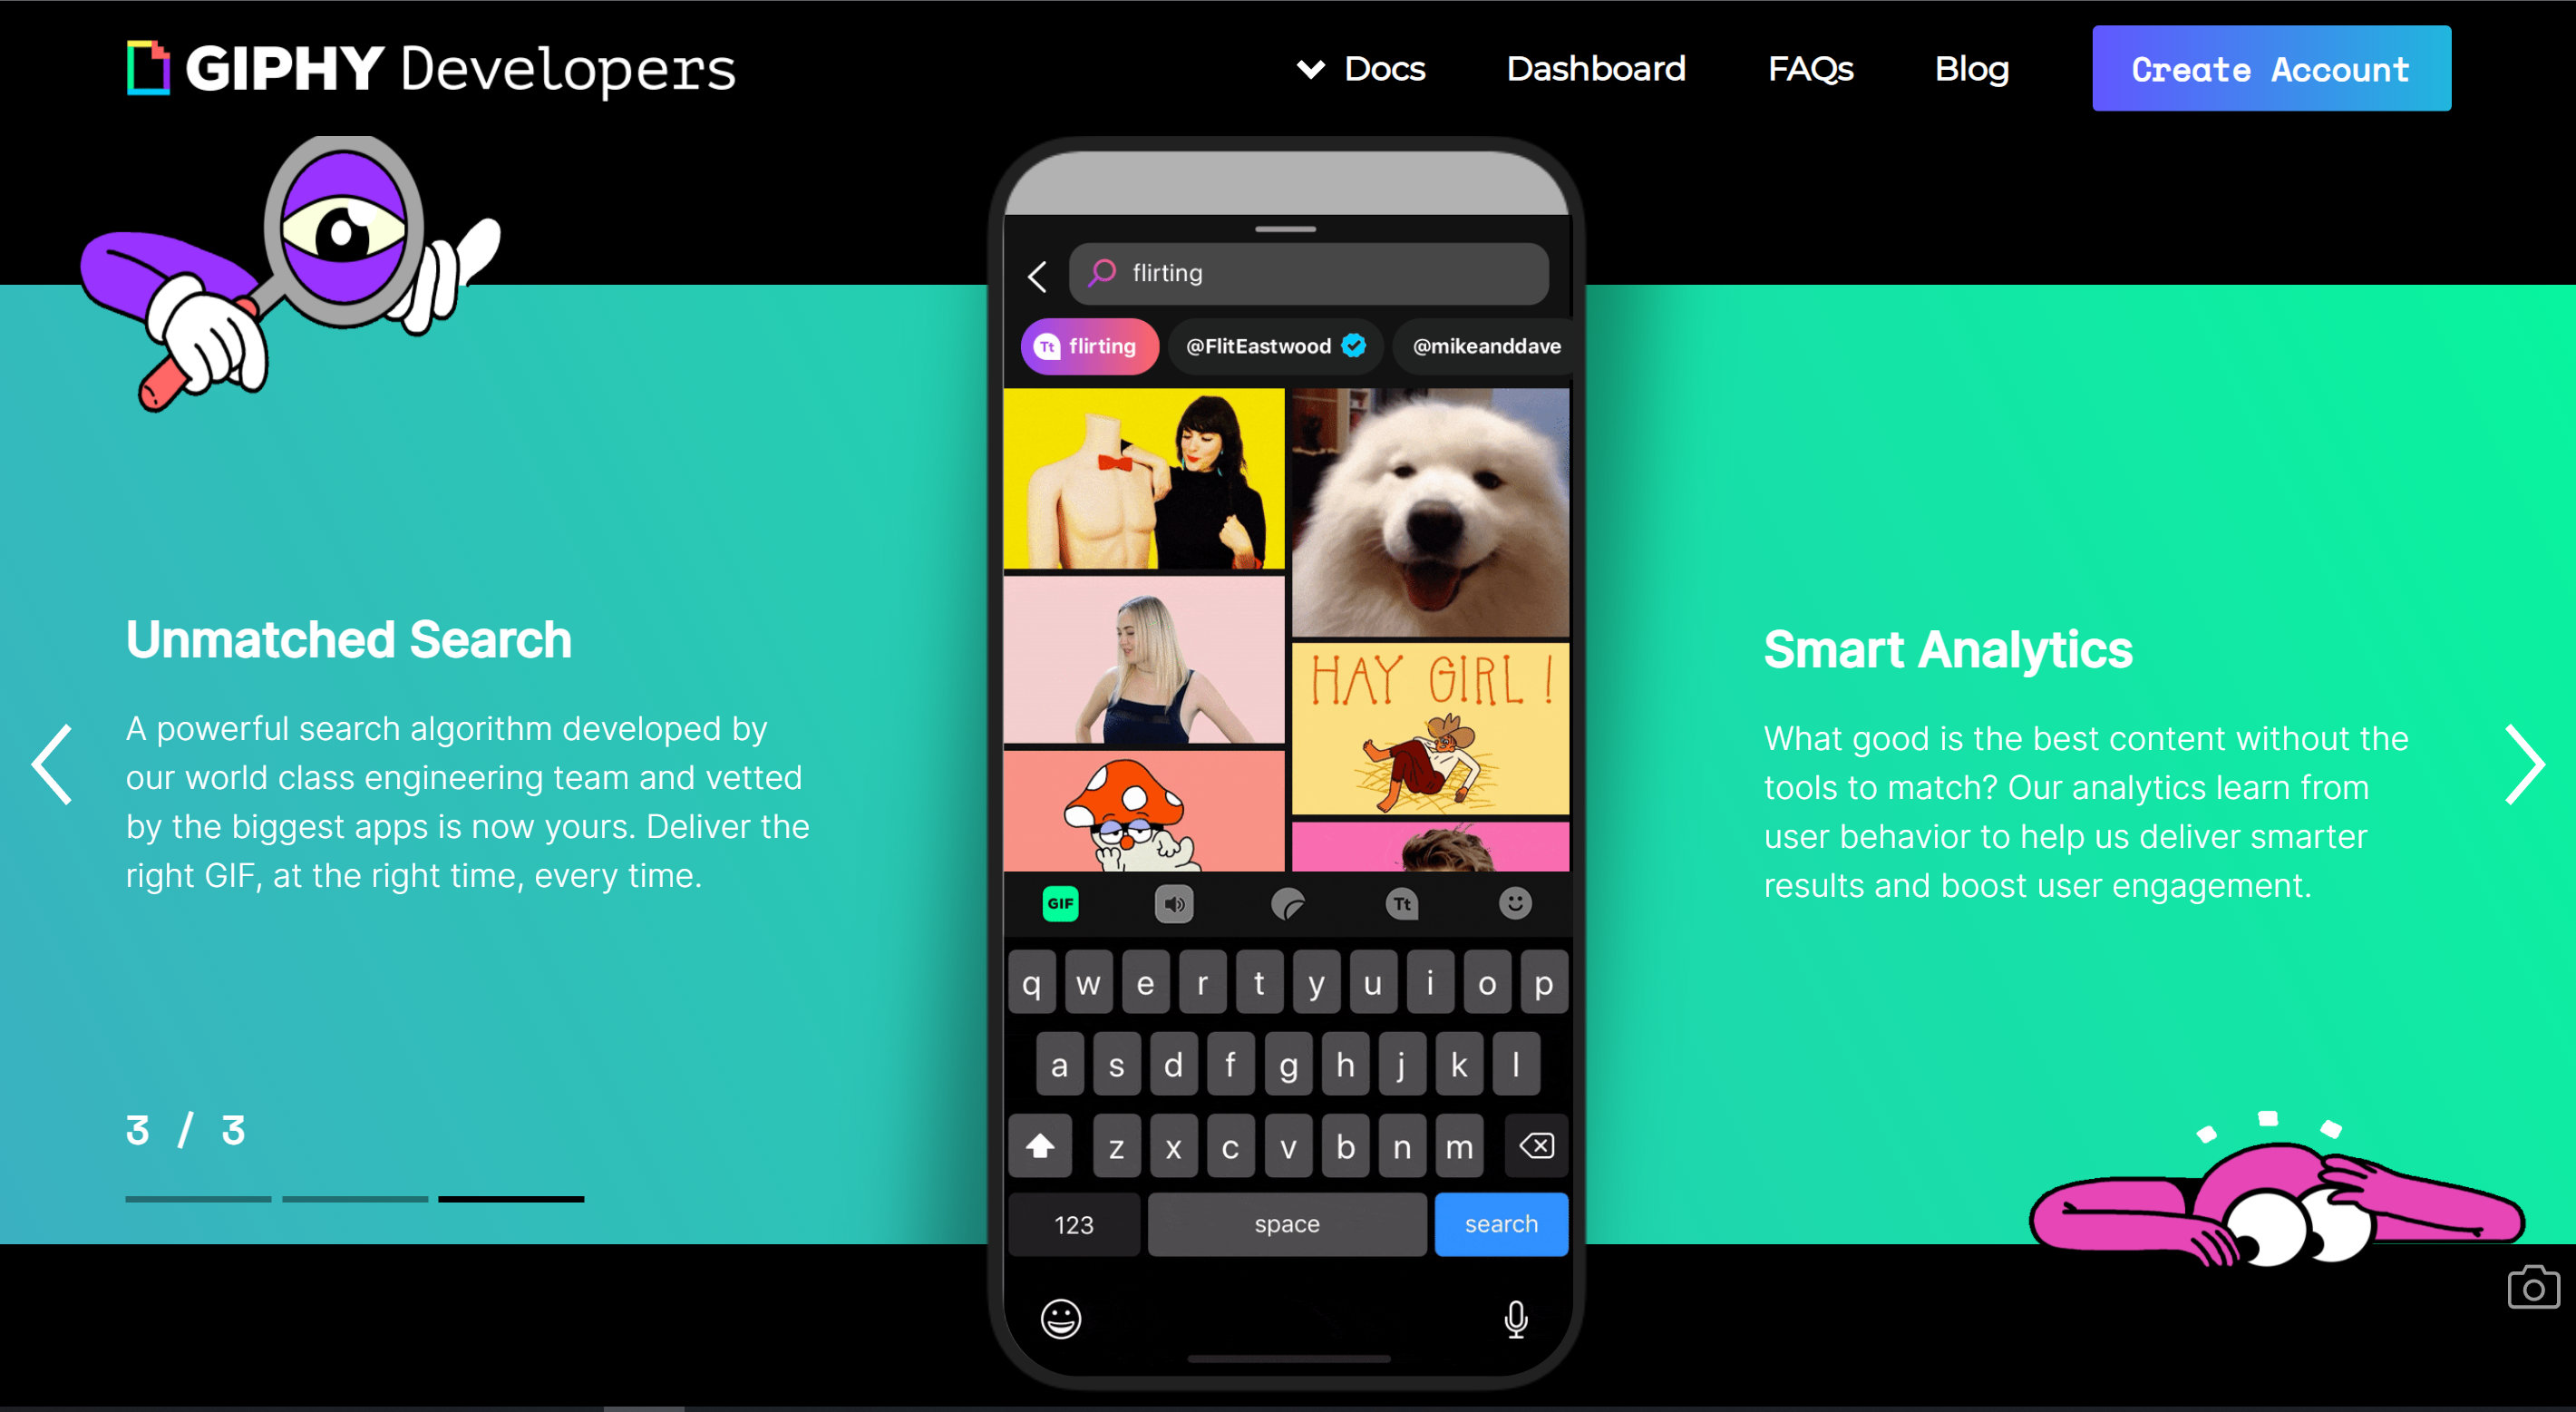 GIPHY Developers
Docs
Dashboard
FAQs
Blog
Create Account
flirting
Tt flirting
@FlitEastwood
@mikeanddave
HAY GIRL!
Unmatched Search
A powerful search algorithm developed by
our world class engineering team and vetted
by the biggest apps is now yours. Deliver the
right GIF, at the right time, every time.
3 / 3
Smart Analytics
What good is the best content without the
tools to match? Our analytics learn from
user behavior to help us deliver smarter
results and boost user engagement.
GIF
Tt
q w e r t y u i o p
a s d f g h j k l
z x c v b n m
123 space search